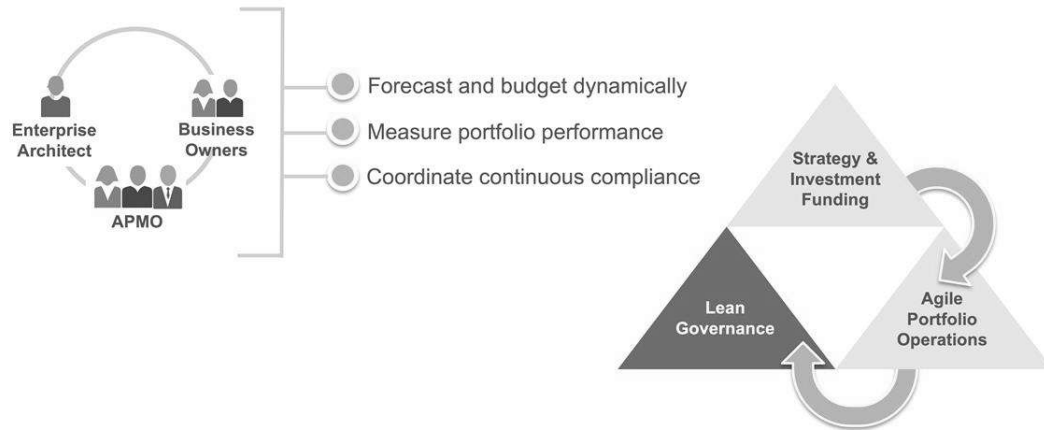 Enterprise
Architect
Business
Owners
APMO
Forecast and budget dynamically
Measure portfolio performance
Coordinate continuous compliance
Strategy &
Investment
Funding
Lean
Governance
Agile
Portfolio
Operations